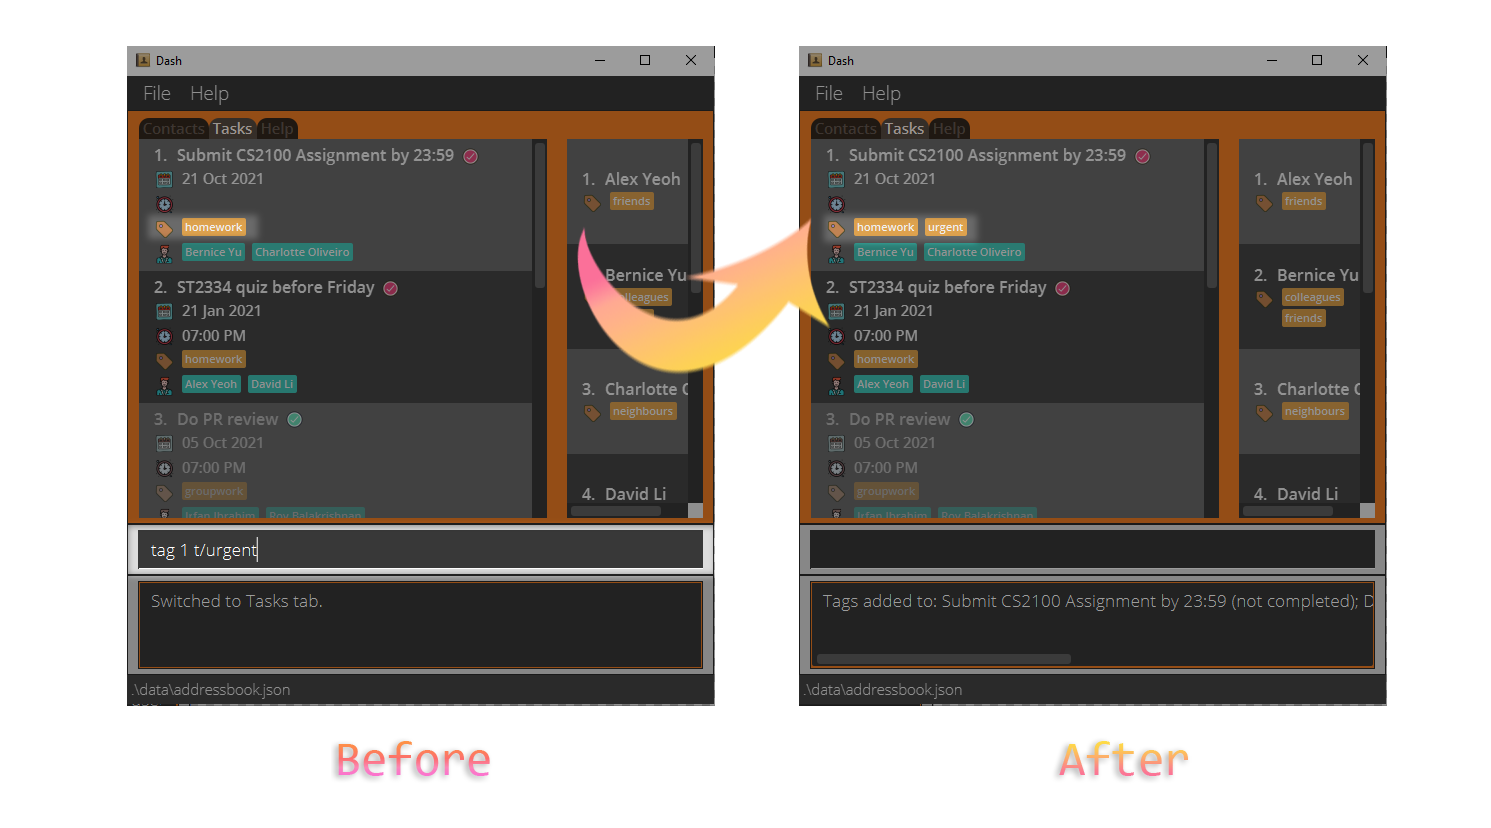 Dash
File Help
Contacts Tasks Help
1. Submit CS2100 Assignment by 23:59
21 Oct 2021
homework
Bernice Yu Charlotte Oliveiro
2. ST2334 quiz before Friday
21 Jan 2021
07:00 PM
homework
Alex Yeoh David Li
3. Do PR review
05 Oct 2021
07:00 PM
groupwork
Irfan Ibrahim Roy Balakrishnan
1. Alex Yeoh
friends
Bernice Yu
colleagues
3. Charlotte O
neighbours
4. David Li
tag 1 t/urgent
Switched to Tasks tab.
.\data\addressbook.json
Before
Dash
File Help
Contacts Tasks Help
1. Submit CS2100 Assignment by 23:59
21 Oct 2021
homework urgent
Bernice Yu Charlotte Oliveiro
2. ST2334 quiz before Friday
21 Jan 2021
07:00 PM
homework
Alex Yeoh David Li
3. Do PR review
05 Oct 2021
07:00 PM
groupwork
Irfan Ibrahim Roy Balakrishnan
1. Alex Yeoh
friends
2. Bernice Yu
colleagues
friends
3. Charlotte O
neighbours
4. David Li
Tags added to: Submit CS2100 Assignment by 23:59 (not completed); D
.\data\addressbook.json
After